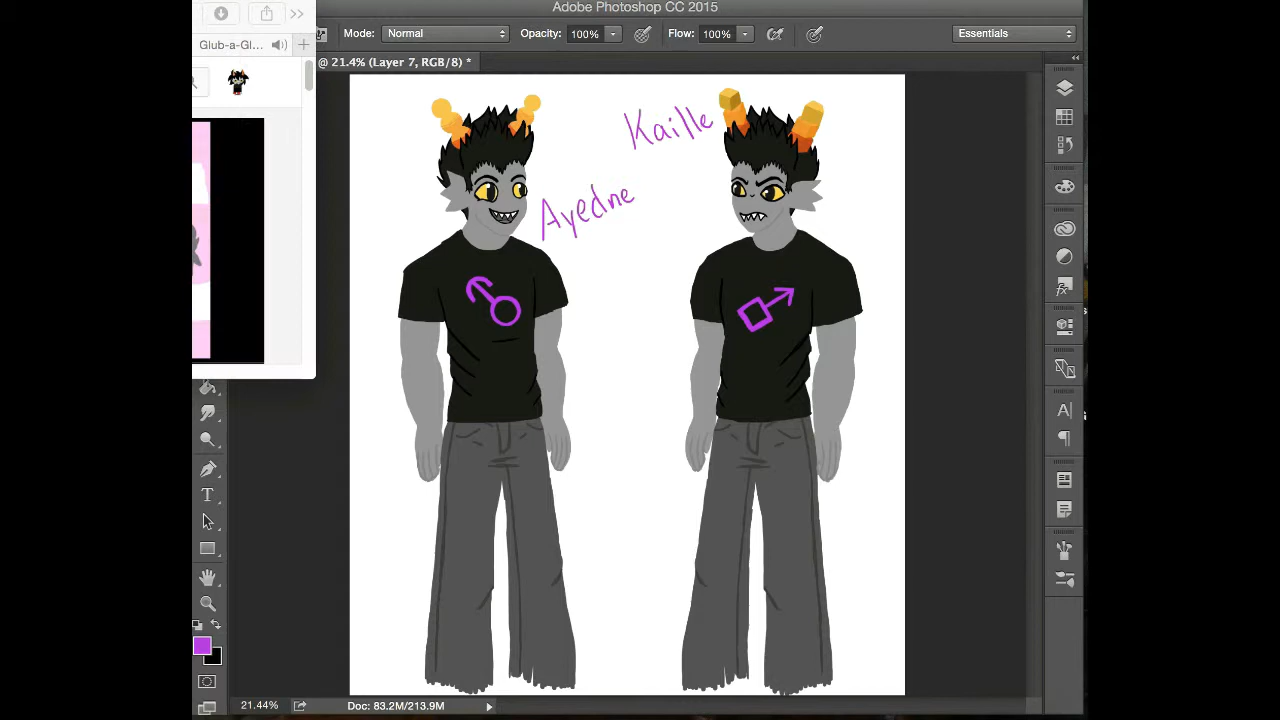 Adobe Photoshop CC 2015
Mode: Normal Opacity: 100% Flow: 100% Essentials
Glub-a-Gl...
@ 21.4% (Layer 7, RGB/8) *
Kaille
Ayedne
21.44% Doc: 83.2M/213.9M